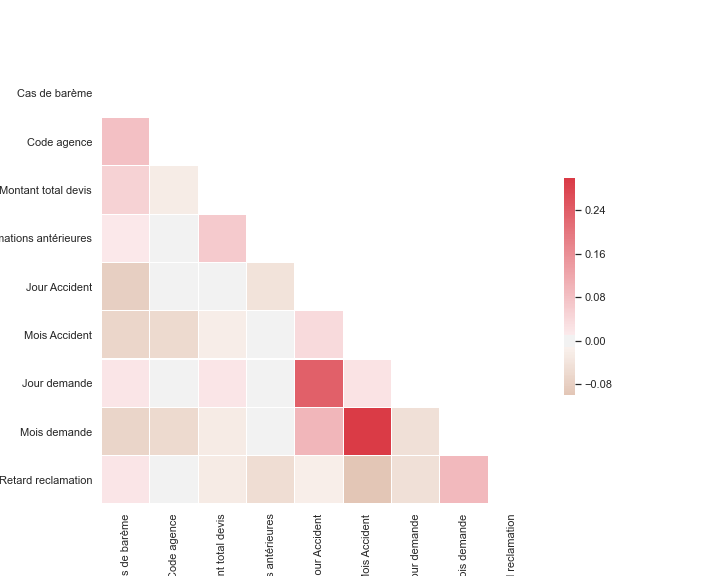 Cas de barème
Code agence
Montant total devis
mations antérieures
Jour Accident
Mois Accident
Jour demande
Mois demande
Retard reclamation
0.24
0.16
0.08
0.00
−0.08
s de barème
Code agence
nt total devis
s antérieures
our Accident
Mois Accident
our demande
ois demande
l reclamation